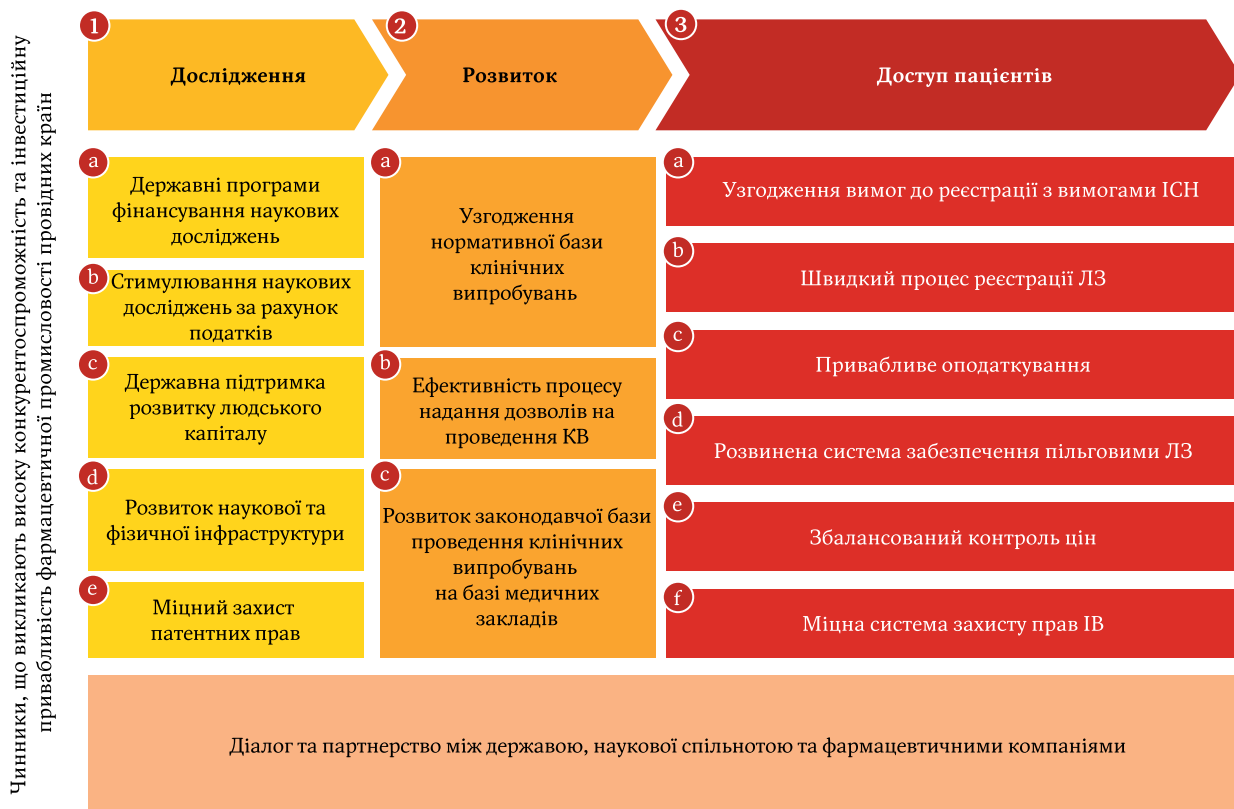 Чинники, що викликають високу конкурентоспроможність та інвестиційну
привабливість фармацевтичної промисловості провідних країн
1
Дослідження
2
Розвиток
3
Доступ пацієнтів
a
Державні програми
фінансування наукових
досліджень
b
Стимулювання наукових
досліджень за рахунок
податків
c
Державна підтримка
розвитку людського
капіталу
d
Розвиток наукової та
фізичної інфраструктури
e
Міцний захист
патентних прав
a
Узгодження
нормативної бази
клінічних
випробувань
b
Ефективність процесу
надання дозволів на
проведення КВ
c
Розвиток законодавчої бази
проведення клінічних
випробувань
на базі медичних
закладів
a
Узгодження вимог до реєстрації з вимогами ICH
b
Швидкий процес реєстрації ЛЗ
c
Привабливе оподаткування
d
Розвинена система забезпечення пільговими ЛЗ
e
Збалансований контроль цін
f
Міцна система захисту прав ІВ
Діалог та партнерство між державою, наукової спільнотою та фармацевтичними компаніями